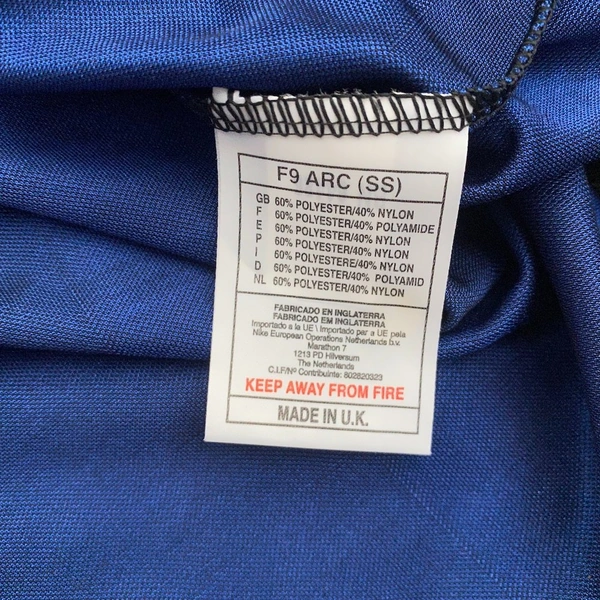 F9 ARC (SS)
GB 60% POLYESTER/40% NYLON
F 60% POLYESTER/40% POLYAMIDE
E 60% POLYESTER/40% NYLON
P 60% POLYESTER/40% NYLON
I 60% POLYESTERE/40% NYLON
D 60% POLYESTER/40% POLYAMID
NL 60% POLYESTER/40% NYLON
FABRICADO EN INGLATERRA
FABRICADO EM INGLATERRA
Importado a la UE \ Importado par a UE pela
Nike European Operations Netherlands b.v.
Marathon 7
1213 PD Hilversum
The Netherlands
C.I.F/Nº Contribuinte: 802820323
KEEP AWAY FROM FIRE
MADE IN U.K.